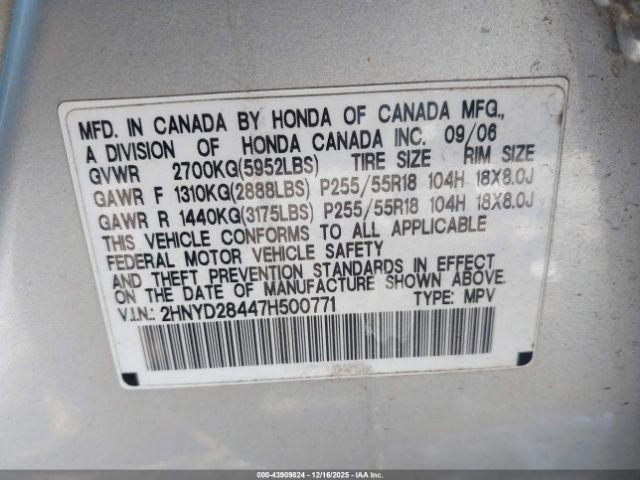 MFD. IN CANADA BY HONDA OF CANADA MFG.,
A DIVISION OF HONDA CANADA INC. 09/06
GVWR 2700KG(5952LBS) TIRE SIZE RIM SIZE
GAWR F 1310KG(2888LBS) P255/55R18 104H 18X8.0J
GAWR R 1440KG(3175LBS) P255/55R18 104H 18X8.0J
THIS VEHICLE CONFORMS TO ALL APPLICABLE
FEDERAL MOTOR VEHICLE SAFETY
AND THEFT PREVENTION STANDARDS IN EFFECT
ON THE DATE OF MANUFACTURE SHOWN ABOVE.
V.I.N.: 2HNYD28447H500771 TYPE: MPV
000-43909824 | 12/16/2025 | IAAI.com